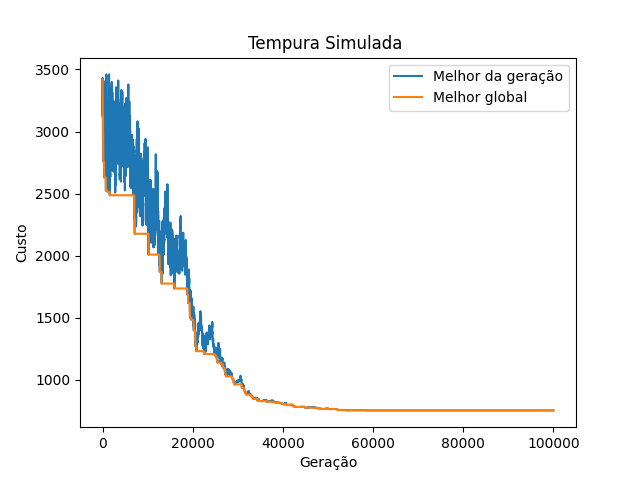 Tempura Simulada
Melhor da geração
Melhor global
Custo
3500
3000
2500
2000
1500
1000
0
20000
40000
60000
80000
100000
Geração